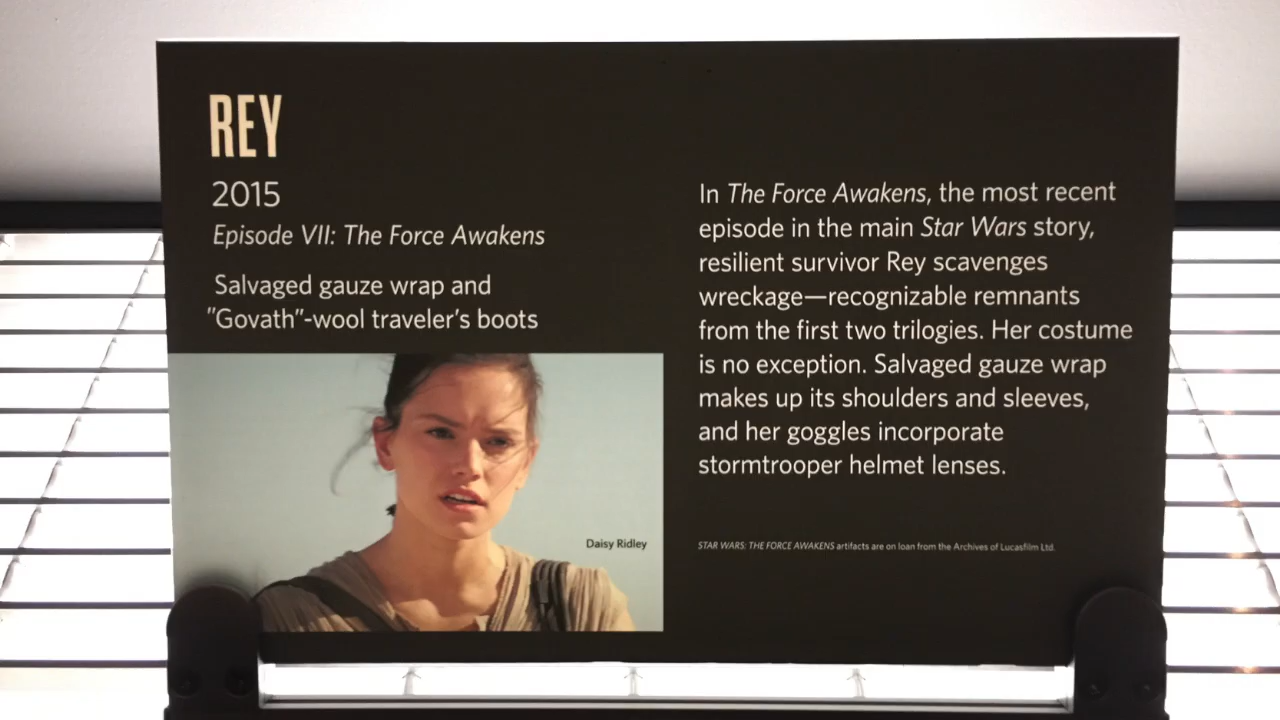 REY
2015
Episode VII: The Force Awakens
Salvaged gauze wrap and
"Govath"-wool traveler's boots
Daisy Ridley
In The Force Awakens, the most recent
episode in the main Star Wars story,
resilient survivor Rey scavenges
wreckage—recognizable remnants
from the first two trilogies. Her costume
is no exception. Salvaged gauze wrap
makes up its shoulders and sleeves,
and her goggles incorporate
stormtrooper helmet lenses.
STAR WARS: THE FORCE AWAKENS artifacts are on loan from the Archives of Lucasfilm Ltd.